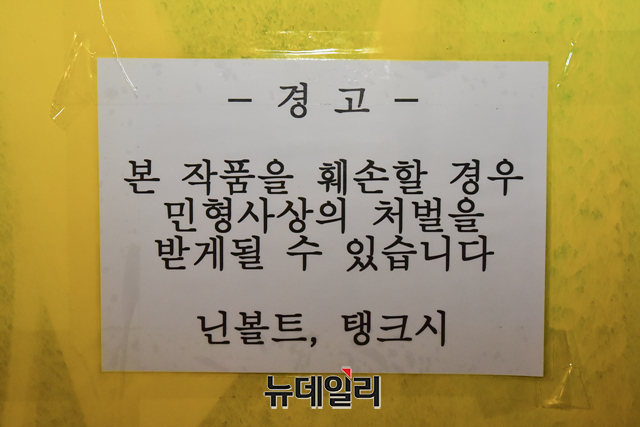 - 경 고 -
본 작품을 훼손할 경우
민형사상의 처벌을
받게될 수 있습니다
닌볼트, 탱크시
뉴데일리